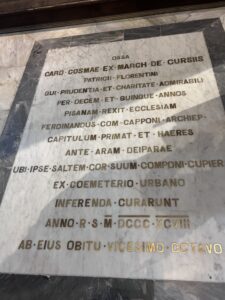 OSSA
CARD·COSMAE·EX·MARCH·DE·CURSIIS
PATRICII·FLORENTINI
QUI·PRUDENTIA·ET·CHARITATE·ADMIRABILI
PER·DECEM·ET·QUINQUE·ANNOS
PISANAM·REXIT·ECCLESIAM
FERDINANDUS·COM·CAPPONI·ARCHIEP·
CAPITULUM·PRIMAT·ET·HAERES
ANTE·ARAM·DEIPARAE
UBI·IPSE·SALTEM·COR·SUUM·COMPONI·CUPIER·
EX·COEMETERIO·URBANO
INFERENDA·CURARUNT
ANNO·R·S·M·DCCC·XCVIII
AB·EIUS·OBITU·VICESIMO·OCTAVO